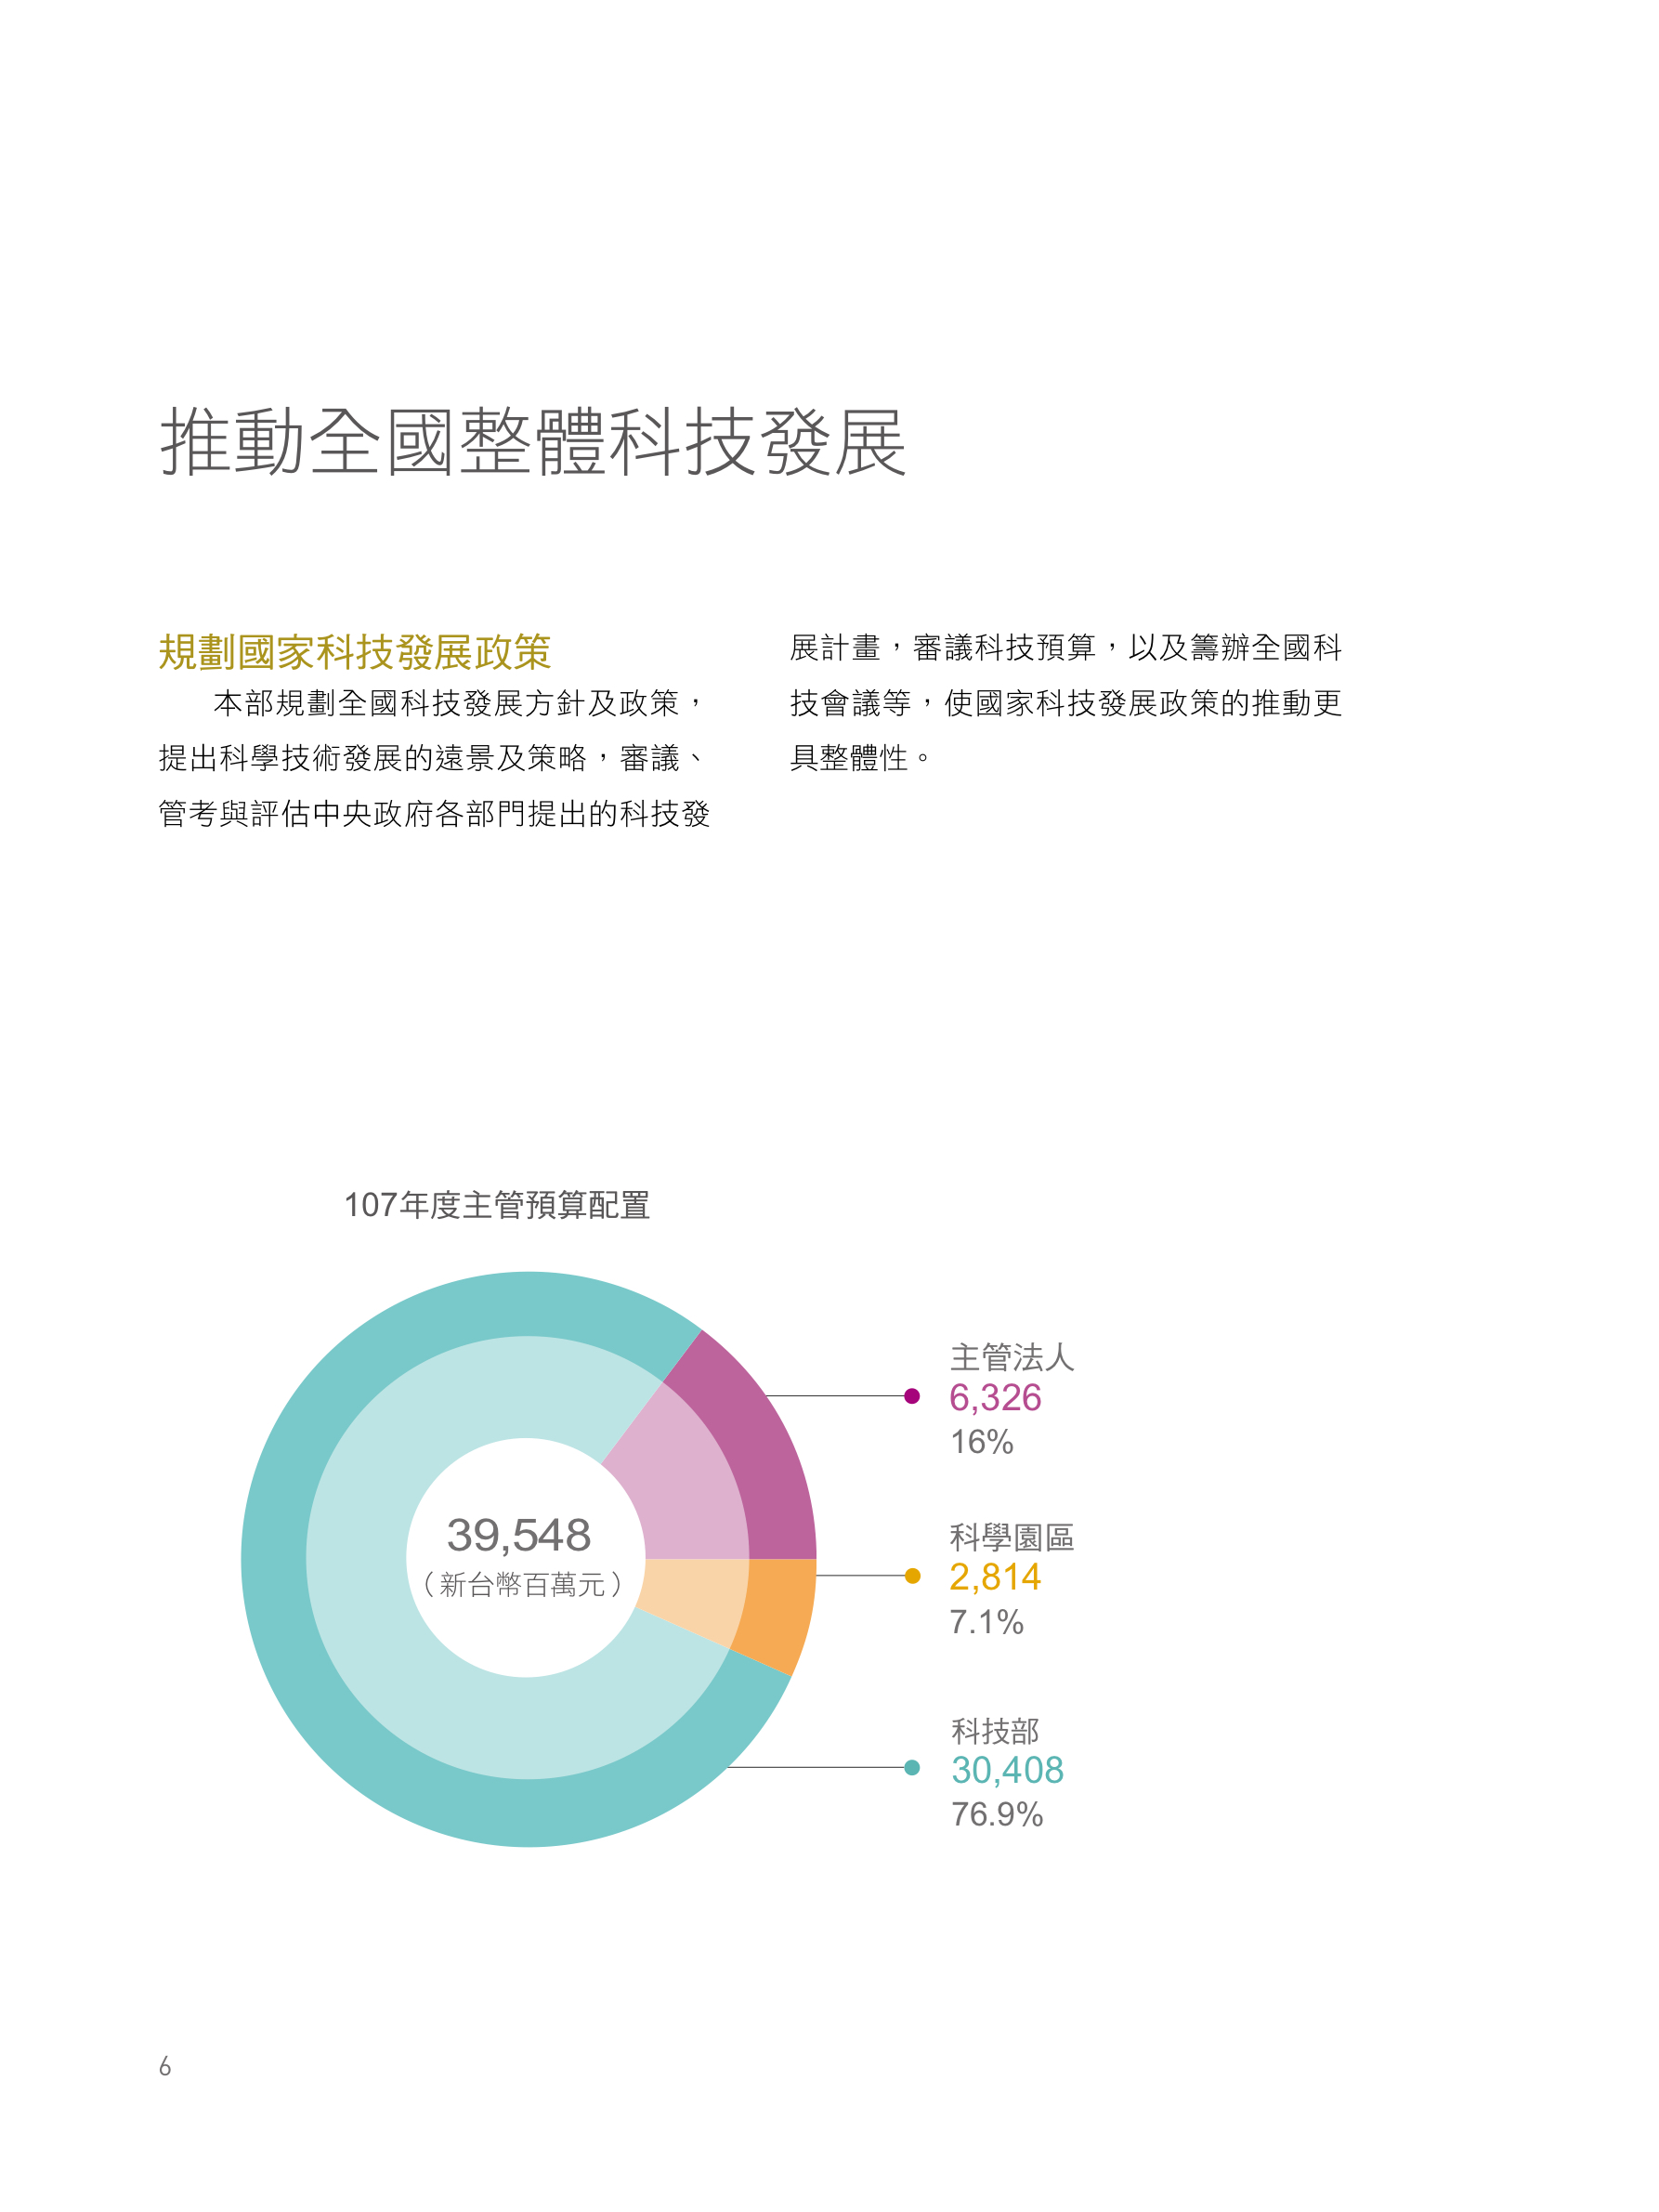 推動全國整體科技發展
規劃國家科技發展政策
本部規劃全國科技發展方針及政策，
提出科學技術發展的遠景及策略，審議、
管考與評估中央政府各部門提出的科技發
展計畫，審議科技預算，以及籌辦全國科
技會議等，使國家科技發展政策的推動更
具整體性。
107年度主管預算配置
39,548
（新台幣百萬元）
主管法人
6,326
16%
科學園區
2,814
7.1%
科技部
30,408
76.9%
6